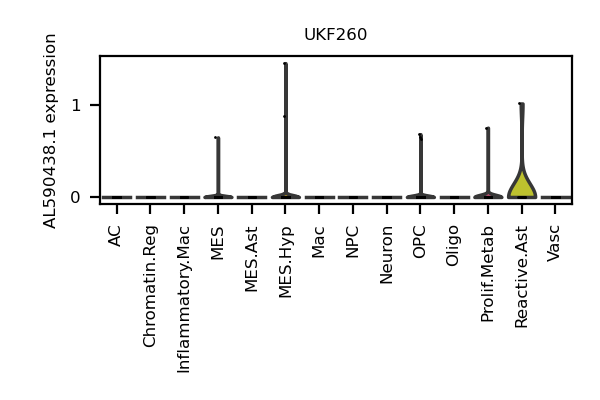 UKF260
AL590438.1 expression
1
0
AC
Chromatin.Reg
Inflammatory.Mac
MES
MES.Ast
MES.Hyp
Mac
NPC
Neuron
OPC
Oligo
Prolif.Metab
Reactive.Ast
Vasc